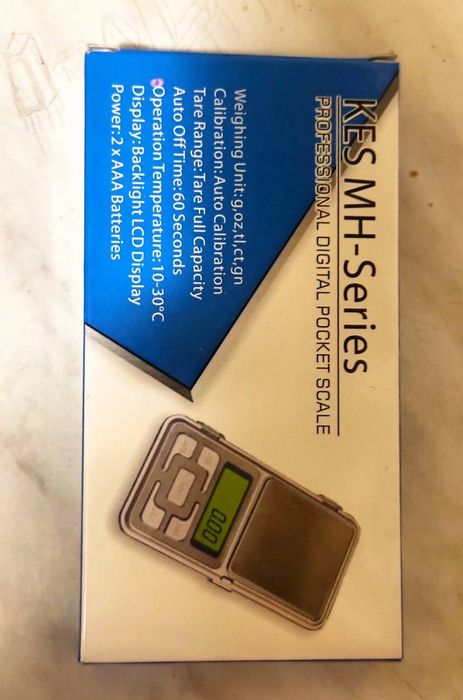 KES MH-Series
PROFESSIONAL DIGITAL POCKET SCALE
Weighing Unit:g,oz,tl,ct,gn
Calibration:Auto Calibration
Tare Range:Tare Full Capacity
Auto Off Time:60 Seconds
Operation Temperature:10-30°C
Display:Backlight LCD Display
Power:2 x AAA Batteries
0.00